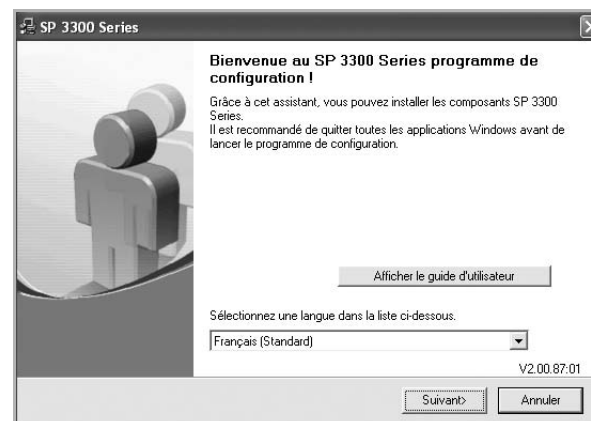 SP 3300 Series
Bienvenue au SP 3300 Series programme de
configuration !
Grâce à cet assistant, vous pouvez installer les composants SP 3300
Series.
Il est recommandé de quitter toutes les applications Windows avant de
lancer le programme de configuration.
Afficher le guide d'utilisateur
Sélectionnez une langue dans la liste ci-dessous.
Français (Standard)
V2.00.87:01
Suivant>
Annuler